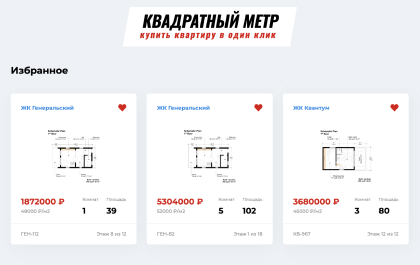 КВАДРАТНЫЙ МЕТР
купить квартиру в один клик
Избранное
ЖК Генеральский
1872000 ₽
48000 ₽/м2
Комнат
1
Площадь
39
ГЕН-112
Этаж 8 из 12
ЖК Генеральский
5304000 ₽
52000 ₽/м2
Комнат
5
Площадь
102
ГЕН-82
Этаж 1 из 18
ЖК Квантум
3680000 ₽
46000 ₽/м2
Комнат
3
Площадь
80
КВ-967
Этаж 12 из 12